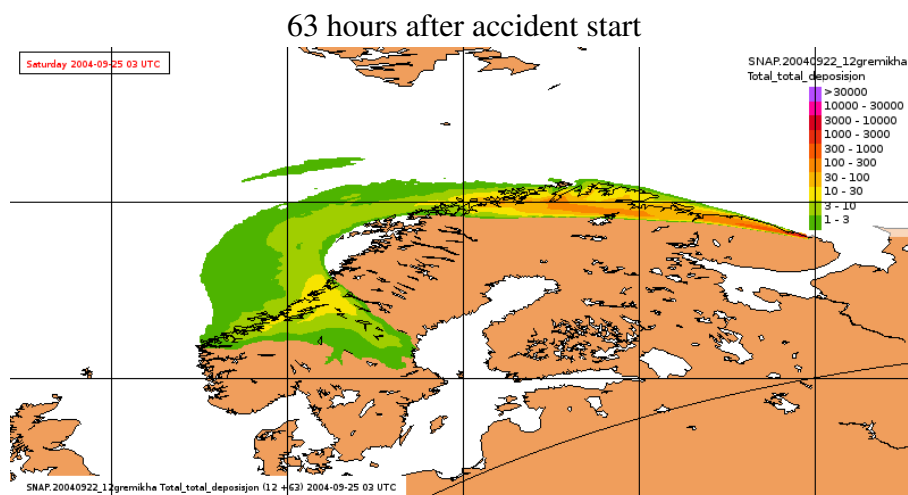 63 hours after accident start
Saturday 2004-09-25 03 UTC
SNAP.20040922_12gremikha
Total_total_deposisjon
>30000
10000 - 30000
3000 - 10000
1000 - 3000
300 - 1000
100 - 300
30 - 100
10 - 30
3 - 10
1 - 3
SNAP.20040922_12gremikha Total_total_deposisjon (12 +63) 2004-09-25 03 UTC